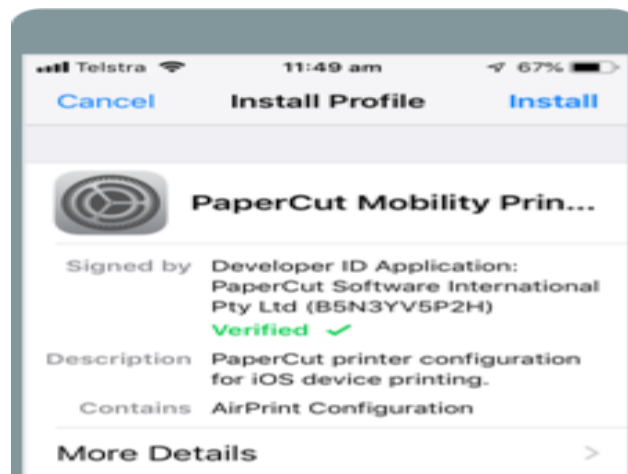 Telstra 11:49 am 67%
Cancel Install Profile Install
PaperCut Mobility Prin...
Signed by Developer ID Application:
PaperCut Software International
Pty Ltd (B5N3YV5P2H)
Verified ✓
Description PaperCut printer configuration
for iOS device printing.
Contains AirPrint Configuration
More Details >